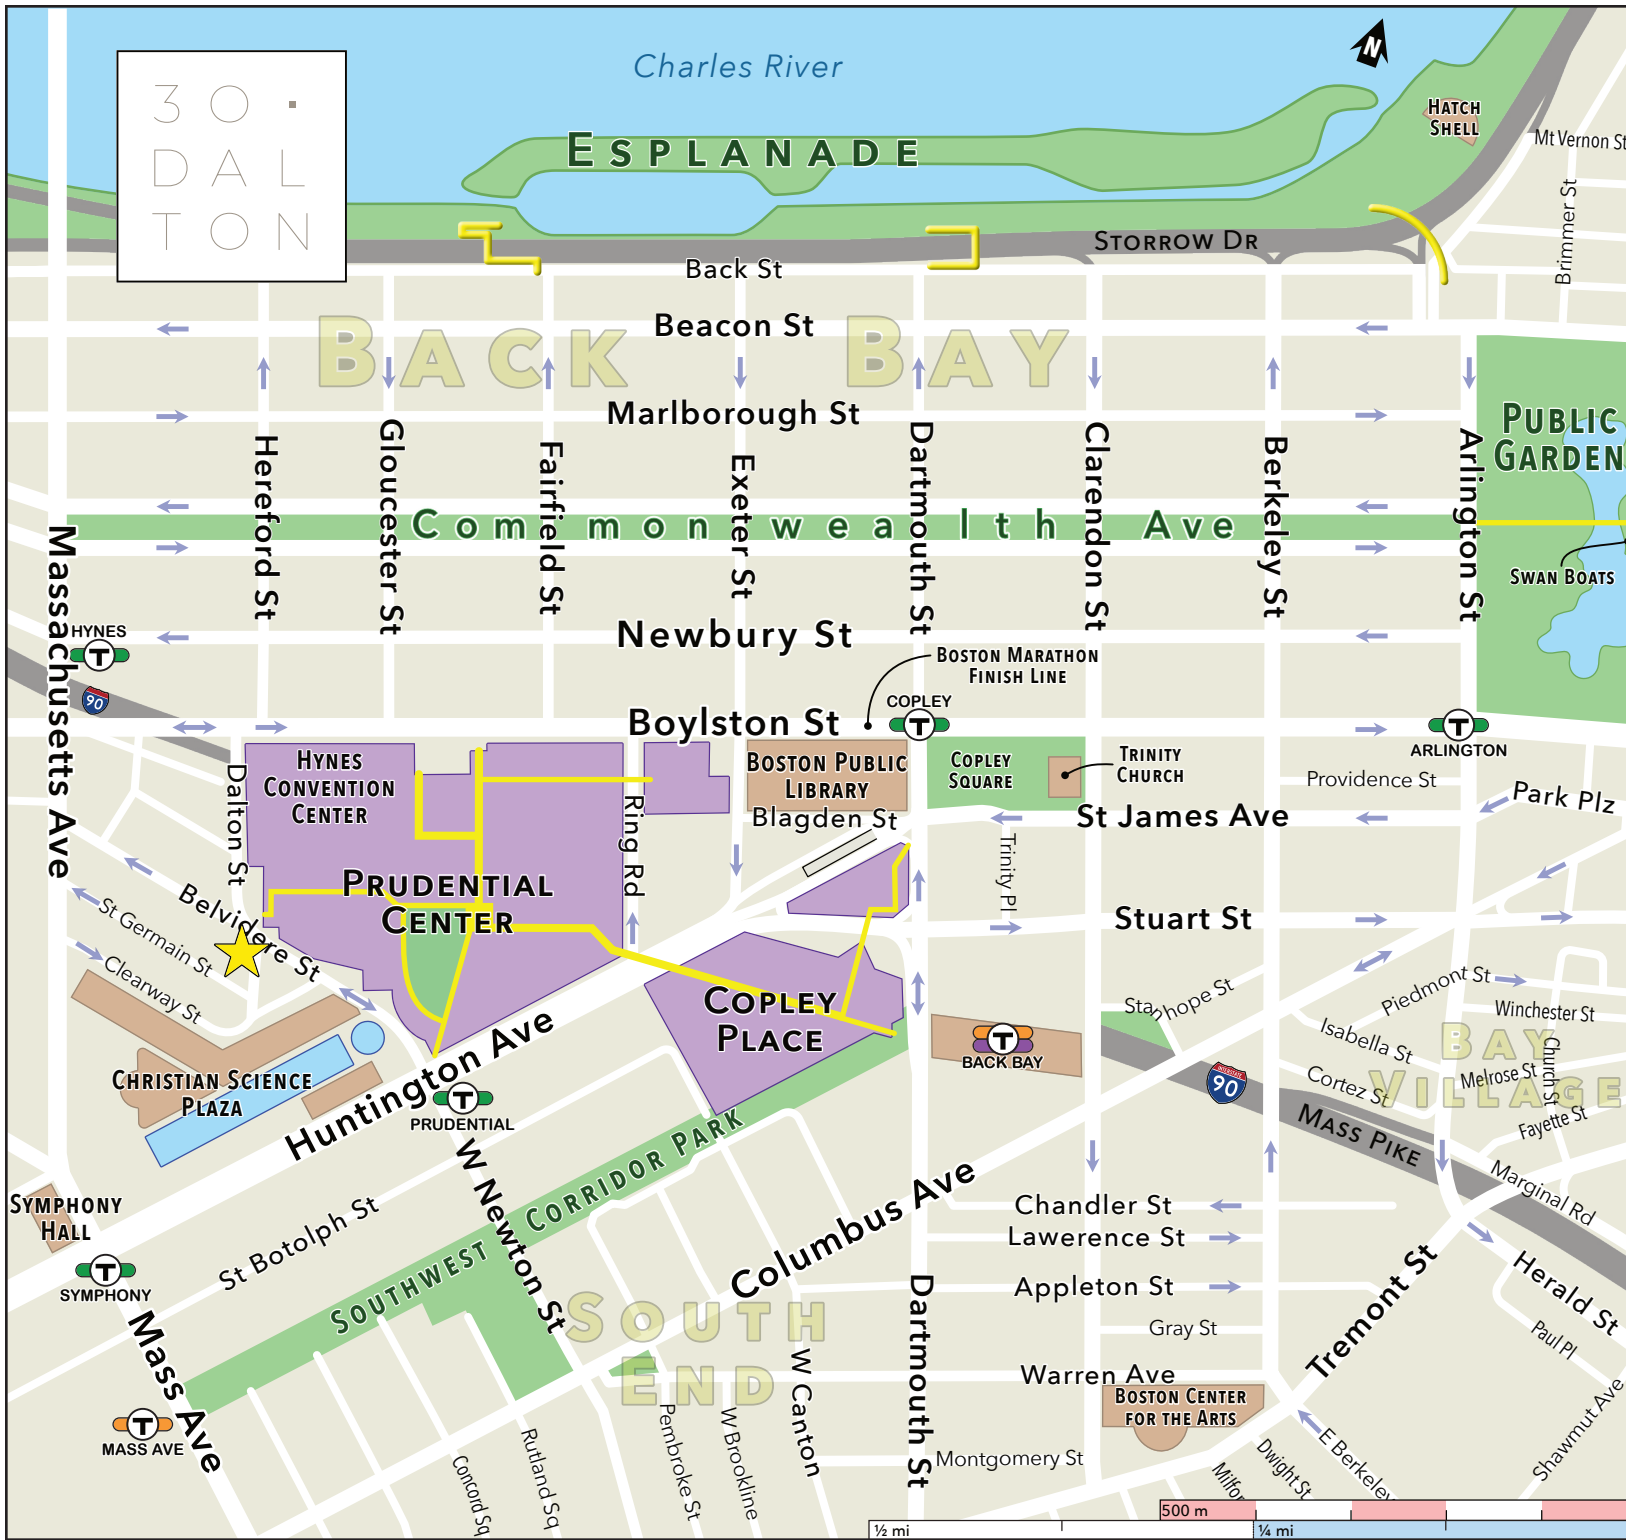 Charles River
N
30·
DAL
TON
ESPLANADE
HATCH
SHELL
Mt Vernon St
Brimmer St
STORROW DR
Back St
Beacon St
BACK BAY
Marlborough St
PUBLIC
GARDEN
Hereford St
Gloucester St
Fairfield St
Exeter St
Dartmouth St
Clarendon St
Berkeley St
Arlington St
Commonwealth Ave
SWAN BOATS
Massachusetts Ave
HYNES
T
90
Newbury St
BOSTON MARATHON
FINISH LINE
COPLEY
T
Boylston St
T
ARLINGTON
HYNES
CONVENTION
CENTER
Dalton St
Ring Rd
BOSTON PUBLIC
LIBRARY
Blagden St
COPLEY
SQUARE
TRINITY
CHURCH
Providence St
Park Plz
St James Ave
Trinity Pl
PRUDENTIAL
CENTER
Belvidere St
St Germain St
Clearway St
Stuart St
COPLEY
PLACE
Stanhope St
Piedmont St
Winchester St
Isabella St
BAY
VILLAGE
Church St
Melrose St
Cortez St
Fayette St
T
BACK BAY
INTERSTATE
90
MASS PIKE
Marginal Rd
CHRISTIAN SCIENCE
PLAZA
Huntington Ave
T
PRUDENTIAL
W Newton St
SOUTHWEST CORRIDOR PARK
SYMPHONY
HALL
T
SYMPHONY
St Botolph St
Columbus Ave
Chandler St
Lawerence St
Appleton St
Gray St
Warren Ave
Tremont St
Herald St
Paul Pl
Shawmut Ave
SOUTH
END
Dartmouth St
BOSTON CENTER
FOR THE ARTS
Mass Ave
T
MASS AVE
Concord Sq
Rutland Sq
Pembroke St
W Brookline
W Canton
Montgomery St
Milfor
Dwight St
E Berkeley
500 m
½ mi
¼ mi